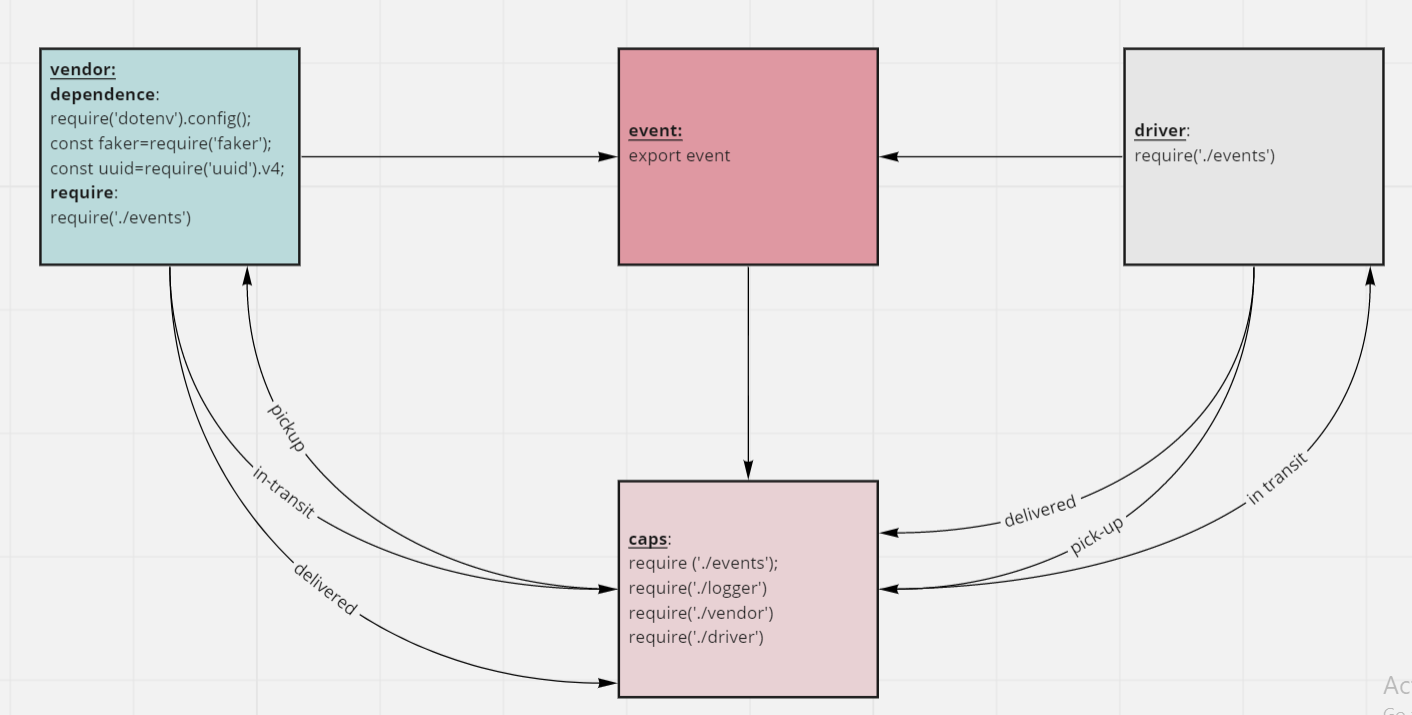 vendor:
dependence:
require('dotenv').config();
const faker=require('faker');
const uuid=require('uuid').v4;
require:
require('./events')
event:
export event
driver:
require('./events')
pickup
in-transit
delivered
delivered
pick-up
in transit
caps:
require ('./events');
require('./logger')
require('./vendor')
require('./driver')